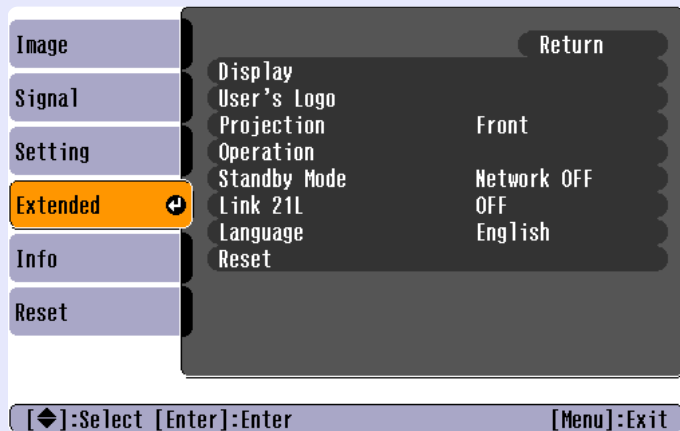 Image
Signal
Setting
Extended
Info
Reset
Return
Display
User's Logo
Projection Front
Operation
Standby Mode Network OFF
Link 21L OFF
Language English
Reset
[◆]:Select [Enter]:Enter [Menu]:Exit